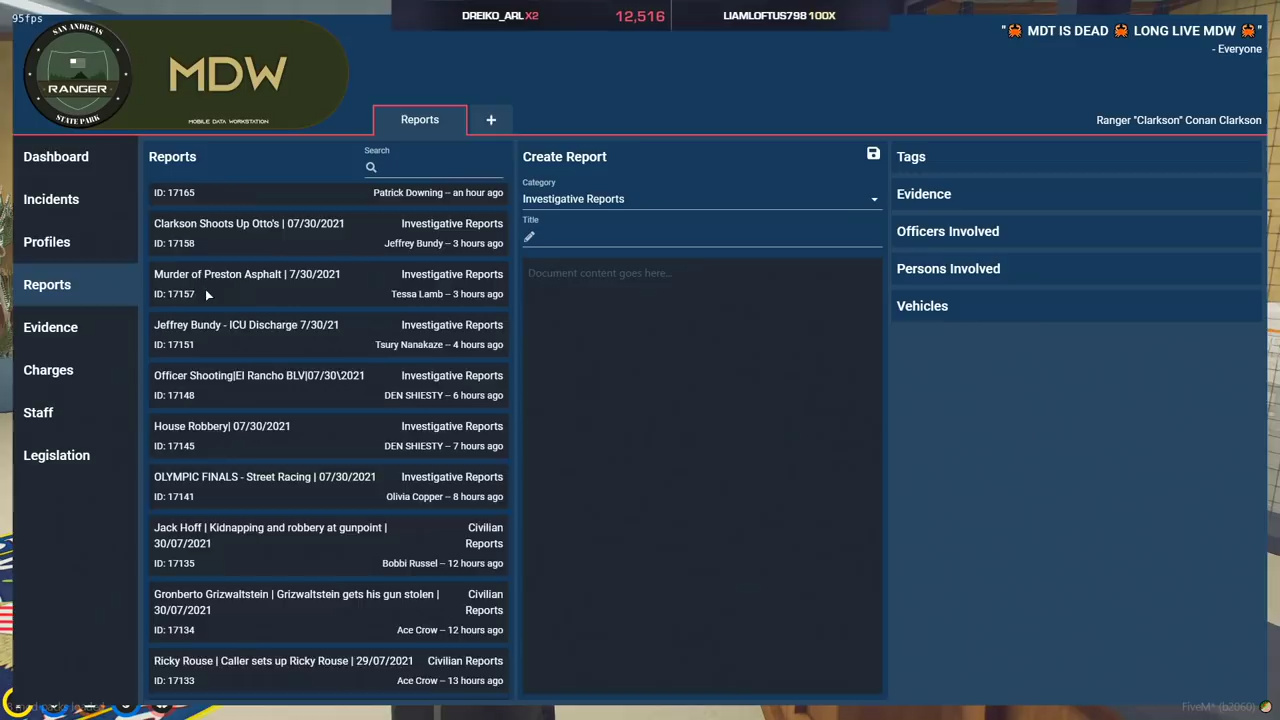 95fps
DREIKO_ARL X2
12,516
LIAMLOFTUS798 100X
" 🦀 MDT IS DEAD 🦀 LONG LIVE MDW 🦀 "
- Everyone
SAN ANDREAS
RANGER
STATE PARK
MDW
MOBILE DATA WORKSTATION
Reports
+
Ranger "Clarkson" Conan Clarkson
Dashboard
Incidents
Profiles
Reports
Evidence
Charges
Staff
Legislation
Reports
Search
ID: 17165 Patrick Downing – an hour ago
Clarkson Shoots Up Otto's | 07/30/2021 Investigative Reports
ID: 17158 Jeffrey Bundy – 3 hours ago
Murder of Preston Asphalt | 7/30/2021 Investigative Reports
ID: 17157 Tessa Lamb – 3 hours ago
Jeffrey Bundy - ICU Discharge 7/30/21 Investigative Reports
ID: 17151 Tsury Nanakaze – 4 hours ago
Officer Shooting|El Rancho BLV|07/30\2021 Investigative Reports
ID: 17148 DEN SHIESTY – 6 hours ago
House Robbery| 07/30/2021 Investigative Reports
ID: 17145 DEN SHIESTY – 7 hours ago
OLYMPIC FINALS - Street Racing | 07/30/2021 Investigative Reports
ID: 17141 Olivia Copper – 8 hours ago
Jack Hoff | Kidnapping and robbery at gunpoint | Civilian
30/07/2021 Reports
ID: 17135 Bobbi Russel – 12 hours ago
Gronberto Grizwaltstein | Grizwaltstein gets his gun stolen | Civilian
30/07/2021 Reports
ID: 17134 Ace Crow – 12 hours ago
Ricky Rouse | Caller sets up Ricky Rouse | 29/07/2021 Civilian Reports
ID: 17133 Ace Crow – 13 hours ago
Create Report
Category
Investigative Reports
Title
Document content goes here...
Tags
Evidence
Officers Involved
Persons Involved
Vehicles
FiveM* (b2060)